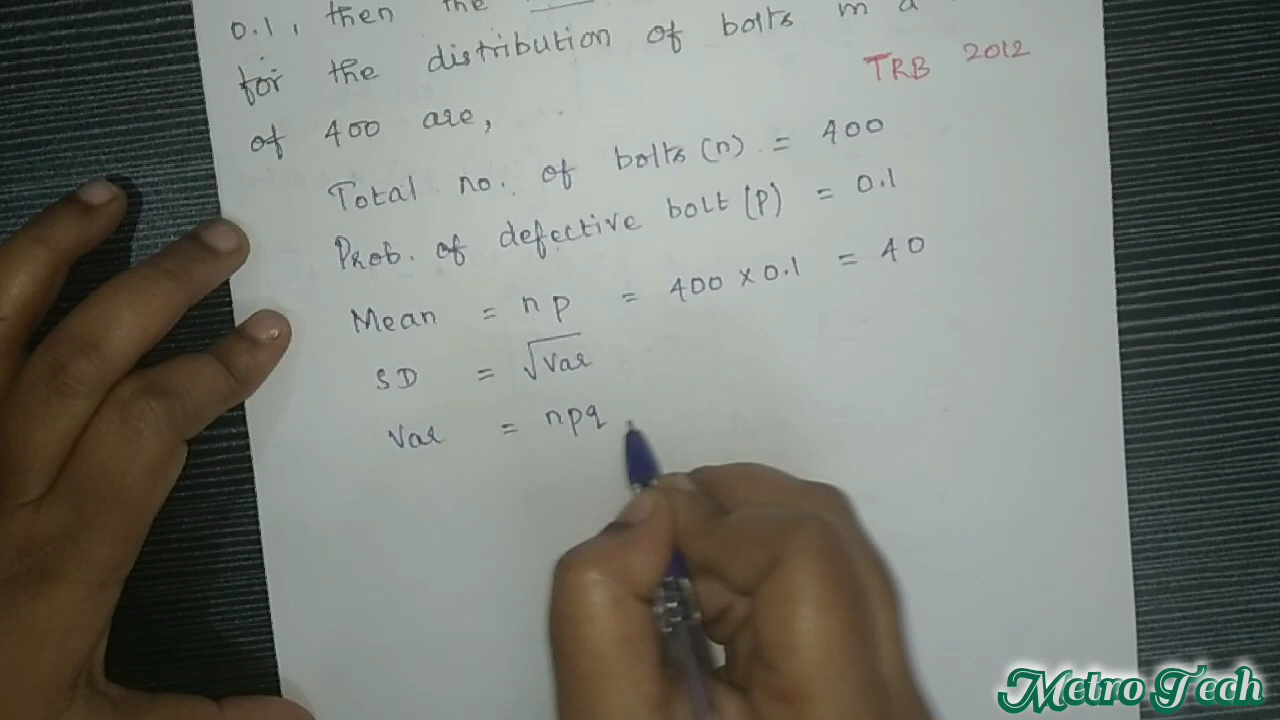 0.1, then the
for the distribution of bolts in a
TRB 2012
of 400 are,
Total no. of bolts (n) = 400
Prob. of defective bolt (p) = 0.1
Mean = np = 400 x 0.1 = 40
SD = √Var
Var = npq
Metro Tech